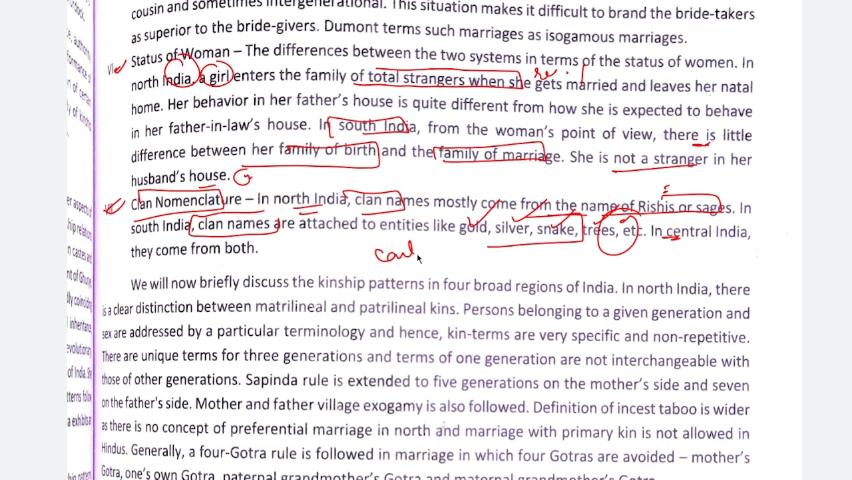 cousin and sometimes intergenerational. This situation makes it difficult to brand the bride-takers
as superior to the bride-givers. Dumont terms such marriages as isogamous marriages.
Status of Woman – The differences between the two systems in terms of the status of women. In
north India, a girl enters the family of total strangers when she gets married and leaves her natal
home. Her behavior in her father's house is quite different from how she is expected to behave
in her father-in-law's house. In south India, from the woman's point of view, there is little
difference between her family of birth and the family of marriage. She is not a stranger in her
husband's house.
Clan Nomenclature – In north India, clan names mostly come from the name of Rishis or sages. In
south India, clan names are attached to entities like gold, silver, snake, trees, etc. In central India,
they come from both.
We will now briefly discuss the kinship patterns in four broad regions of India. In north India, there
is a clear distinction between matrilineal and patrilineal kins. Persons belonging to a given generation and
sex are addressed by a particular terminology and hence, kin-terms are very specific and non-repetitive.
There are unique terms for three generations and terms of one generation are not interchangeable with
those of other generations. Sapinda rule is extended to five generations on the mother's side and seven
on the father's side. Mother and father village exogamy is also followed. Definition of incest taboo is wider
as there is no concept of preferential marriage in north and marriage with primary kin is not allowed in
Hindus. Generally, a four-Gotra rule is followed in marriage in which four Gotras are avoided – mother's
Gotra, one's own Gotra, paternal grandmother's Gotra and maternal grandmother's Gotra.